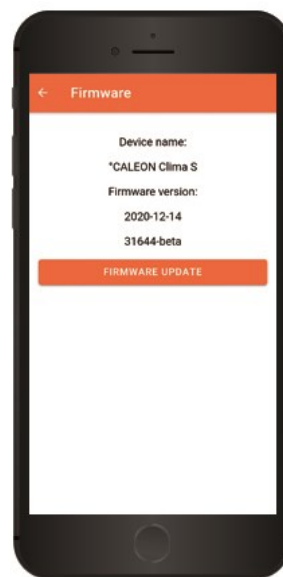 Firmware
Device name:
"CALEON Clima S
Firmware version:
2020-12-14
31644-beta
FIRMWARE UPDATE